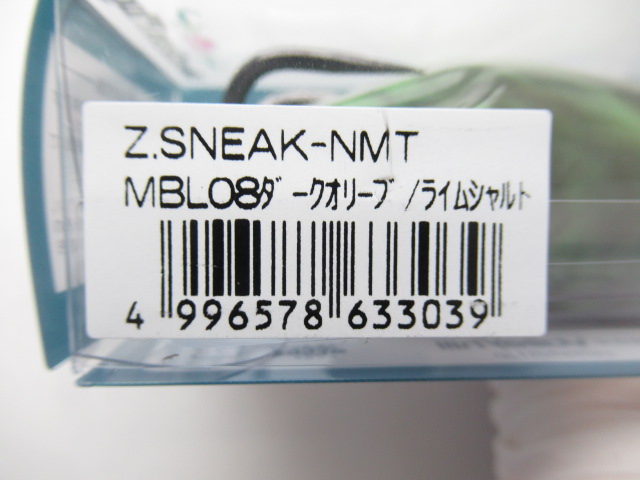 Z.SNEAK-NMT
MBL08ﾀﾞｰｸｵﾘｰﾌﾞ/ﾗｲﾑｼｬﾙﾄ
4 996578 633039